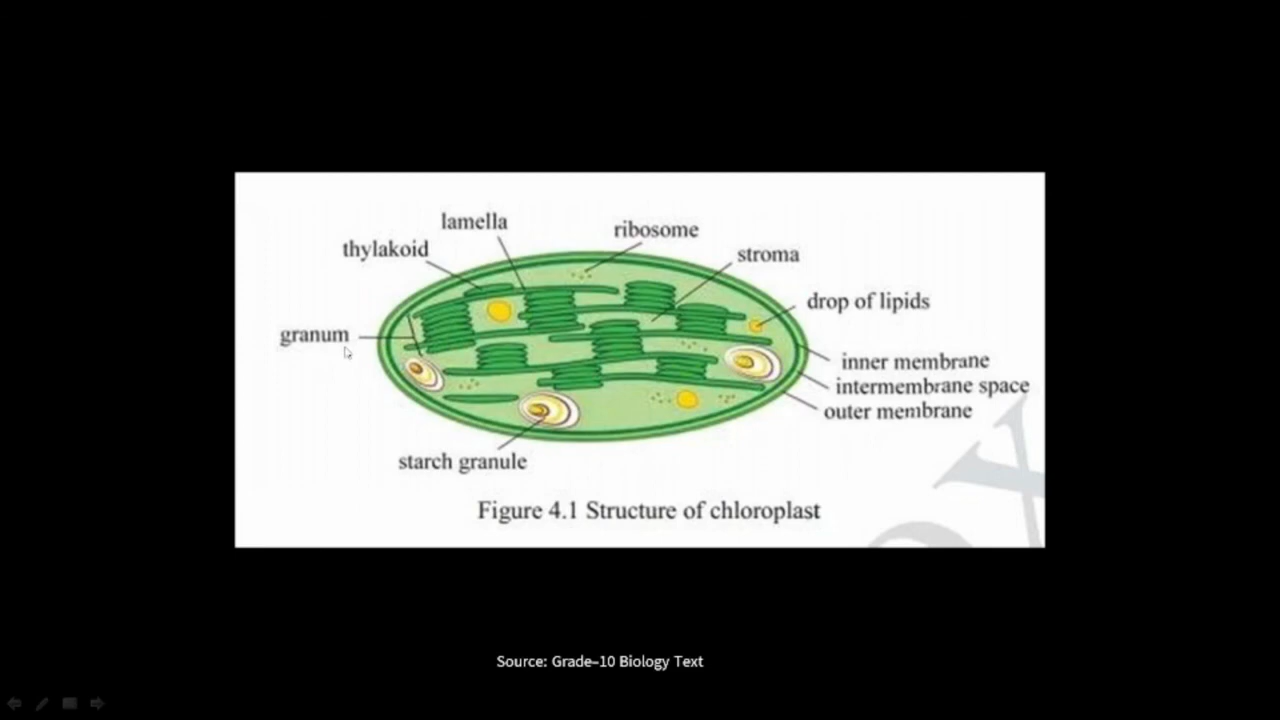 lamella
ribosome
thylakoid
stroma
drop of lipids
granum
inner membrane
intermembrane space
outer membrane
starch granule
Figure 4.1 Structure of chloroplast
Source: Grade–10 Biology Text